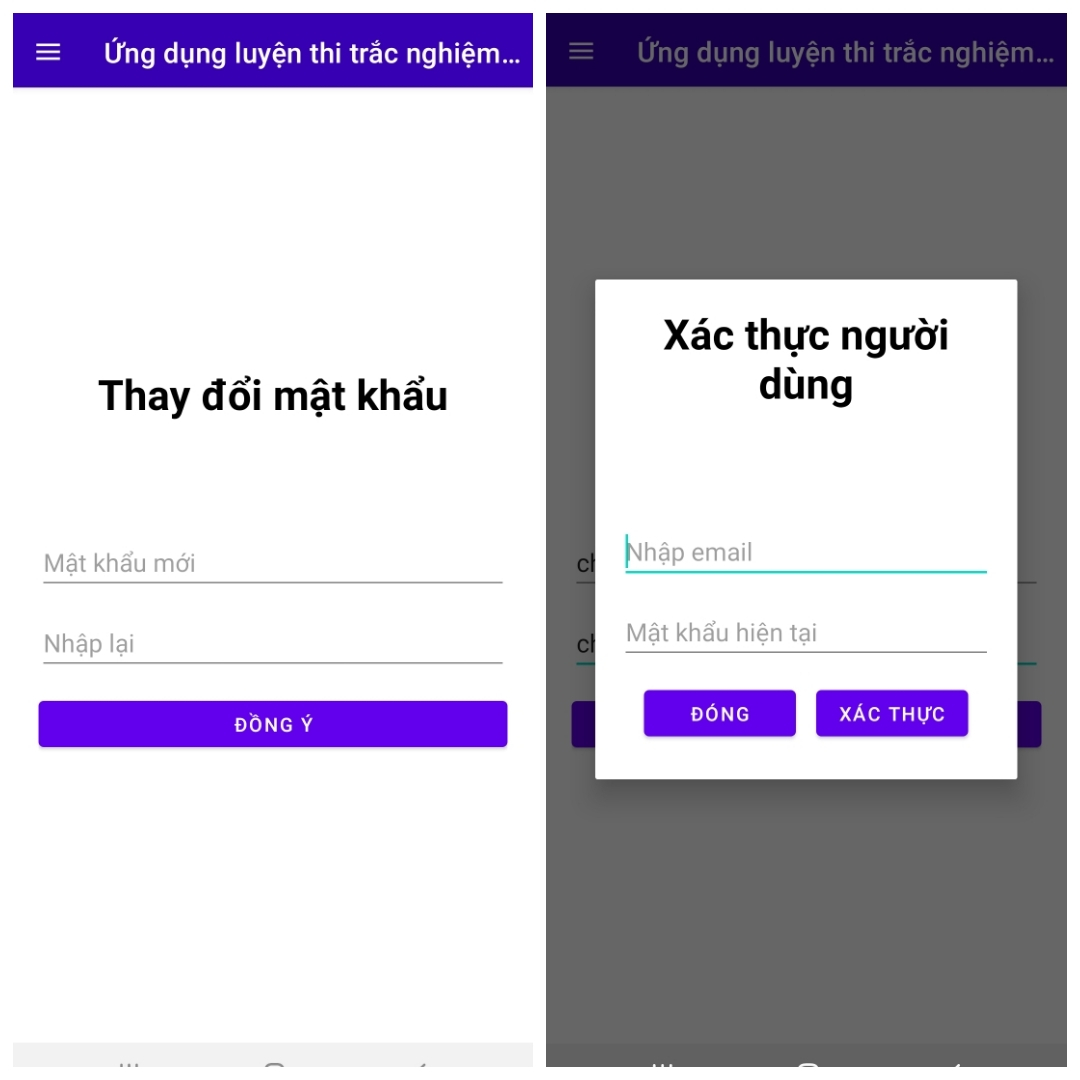 Ứng dụng luyện thi trắc nghiệm...
Thay đổi mật khẩu
Mật khẩu mới
Nhập lại
ĐỒNG Ý
Ứng dụng luyện thi trắc nghiệm...
Xác thực người
dùng
Nhập email
Mật khẩu hiện tại
ĐÓNG
XÁC THỰC